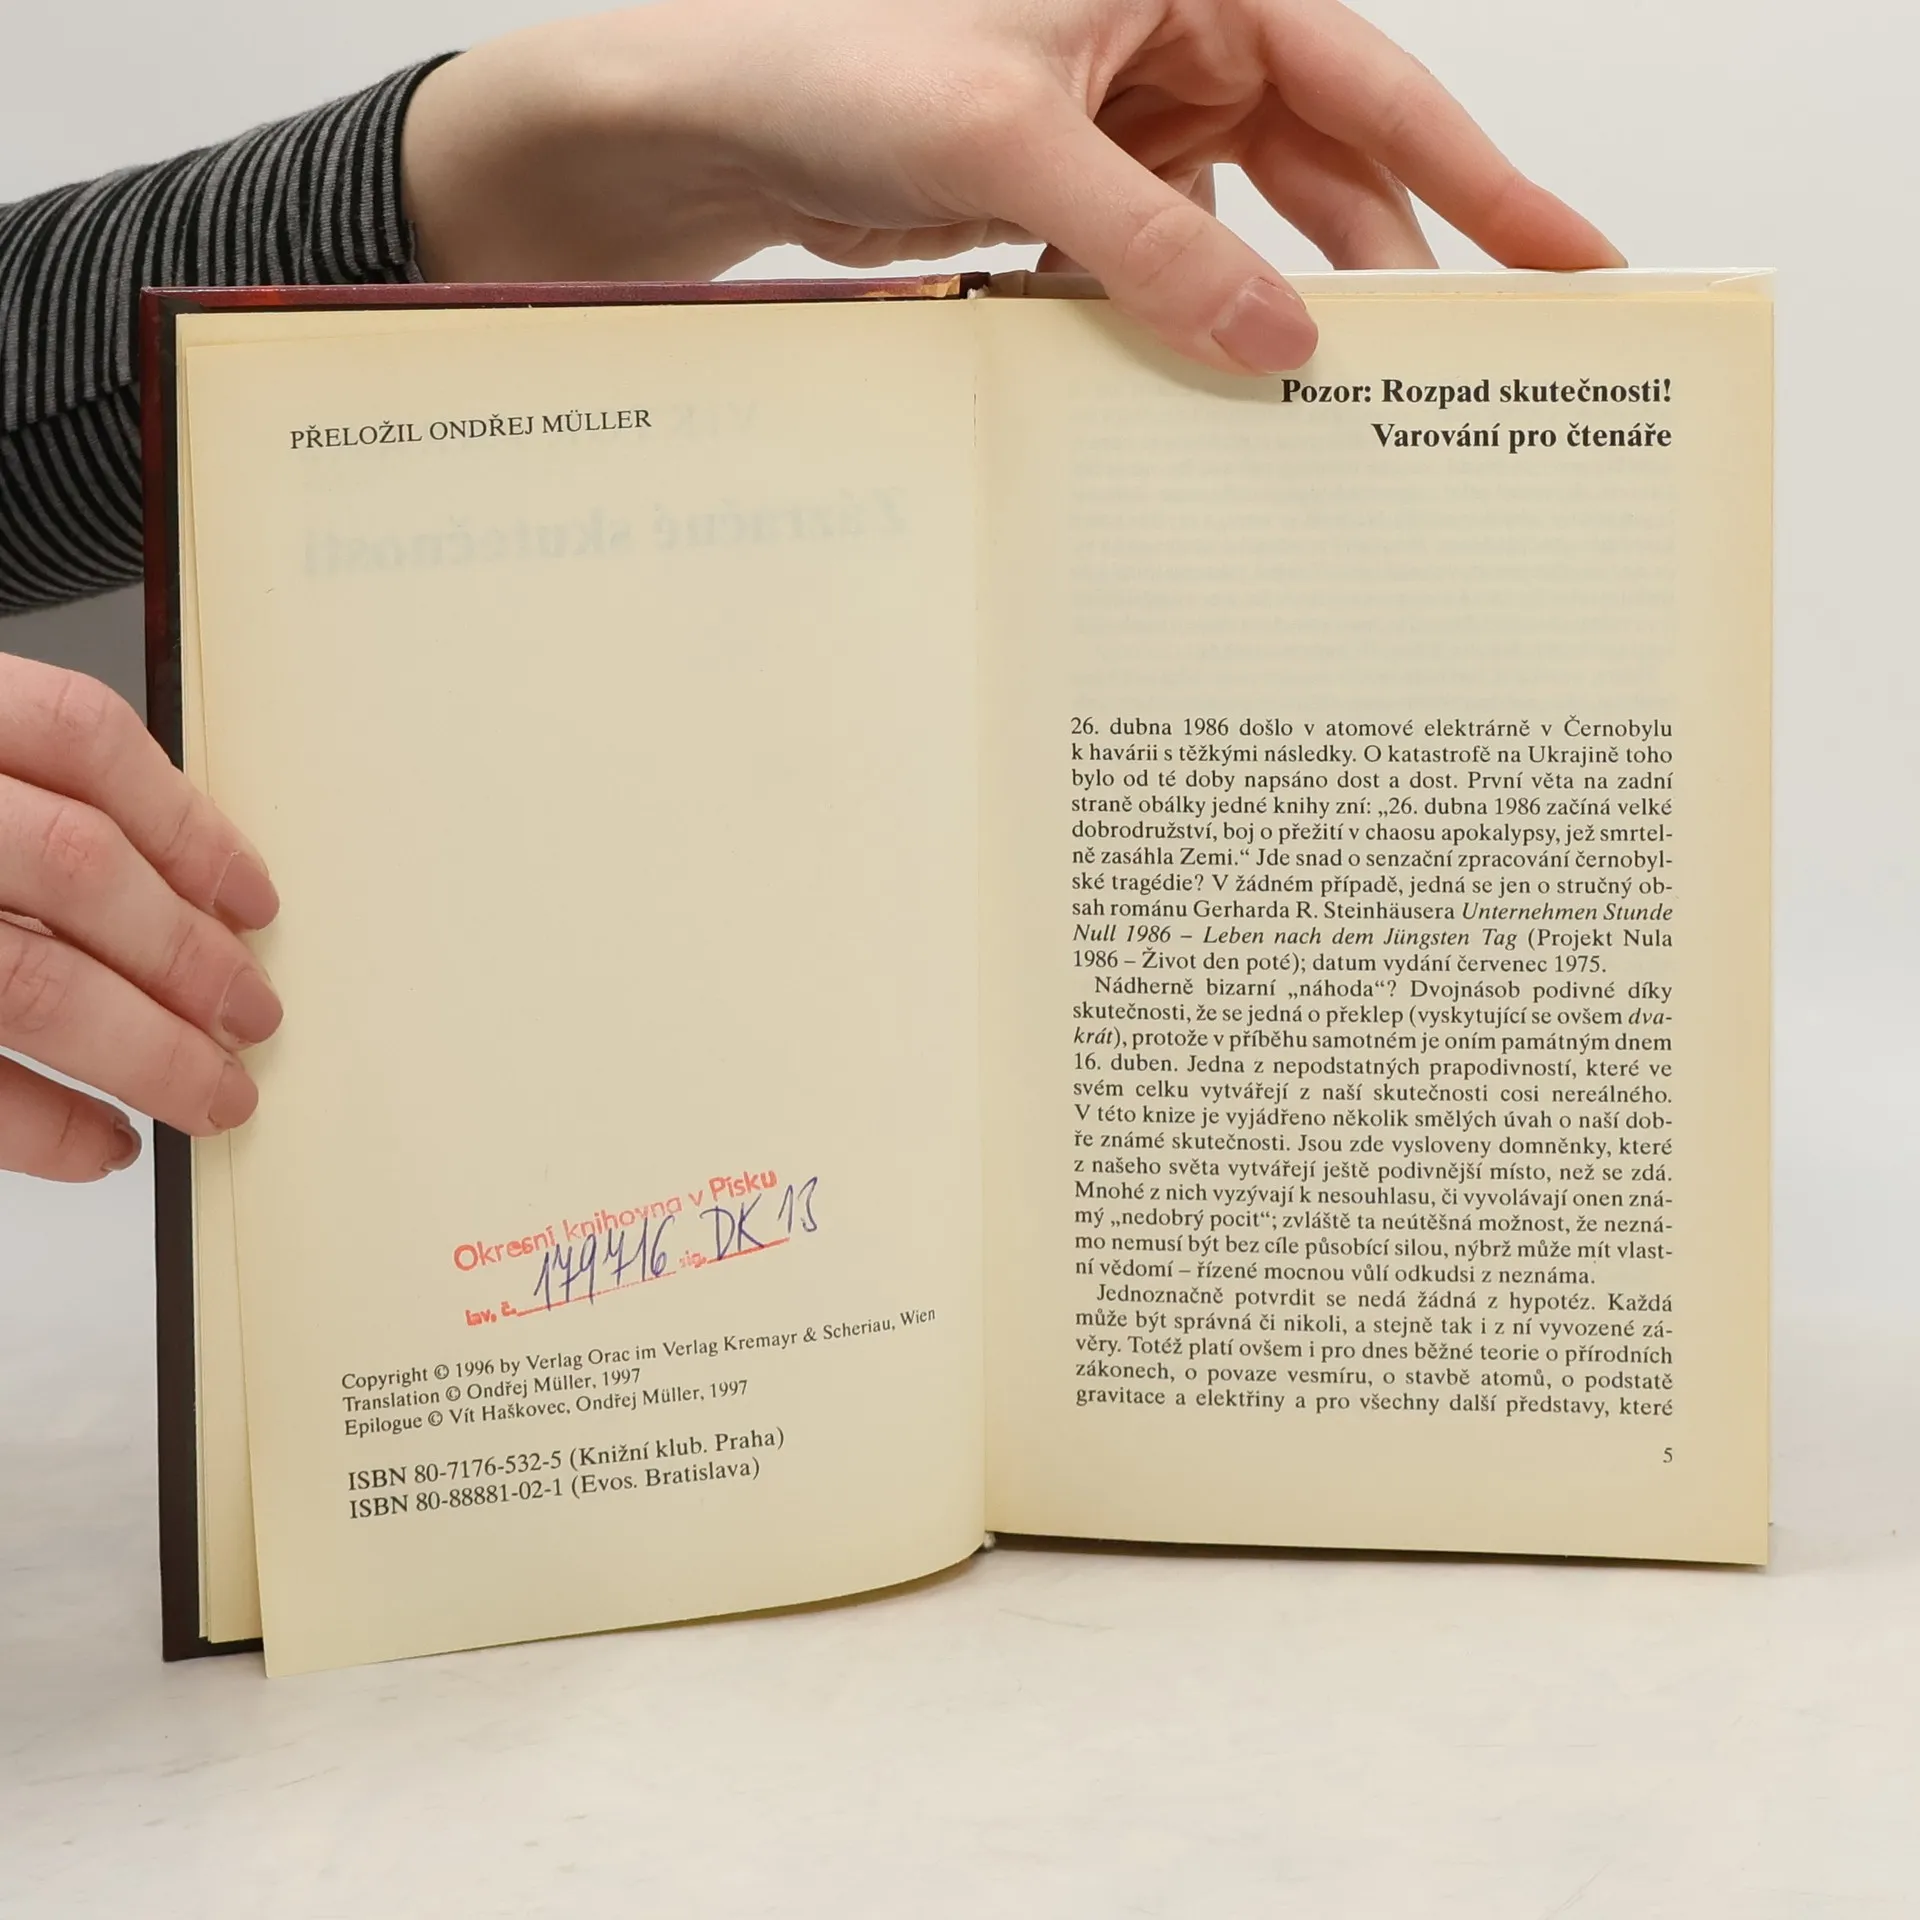 PŘELOŽIL ONDŘEJ MÜLLER
Okresní knihovna v Písku
Inv. č. 179716 sig. DK 13
Copyright © 1996 by Verlag Orac im Verlag Kremayr & Scheriau, Wien
Translation © Ondřej Müller, 1997
Epilogue © Vít Haškovec, Ondřej Müller, 1997
ISBN 80-7176-532-5 (Knižní klub. Praha)
ISBN 80-88881-02-1 (Evos. Bratislava)
Pozor: Rozpad skutečnosti!
Varování pro čtenáře
26. dubna 1986 došlo v atomové elektrárně v Černobylu
k havárii s těžkými následky. O katastrofě na Ukrajině toho
bylo od té doby napsáno dost a dost. První věta na zadní
straně obálky jedné knihy zní: „26. dubna 1986 začíná velké
dobrodružství, boj o přežití v chaosu apokalypsy, jež smrtel-
ně zasáhla Zemi.“ Jde snad o senzační zpracování černobyl-
ské tragédie? V žádném případě, jedná se jen o stručný ob-
sah románu Gerharda R. Steinhäusera Unternehmen Stunde
Null 1986 – Leben nach dem Jüngsten Tag (Projekt Nula
1986 – Život den poté); datum vydání červenec 1975.
Nádherně bizarní „náhoda“? Dvojnásob podivné díky
skutečnosti, že se jedná o překlep (vyskytující se ovšem dva-
krát), protože v příběhu samotném je oním památným dnem
16. duben. Jedna z nepodstatných prapodivností, které ve
svém celku vytvářejí z naší skutečnosti cosi nereálného.
V této knize je vyjádřeno několik smělých úvah o naší dob-
ře známé skutečnosti. Jsou zde vysloveny domněnky, které
z našeho světa vytvářejí ještě podivnější místo, než se zdá.
Mnohé z nich vyzývají k nesouhlasu, či vyvolávají onen zná-
mý „nedobrý pocit“; zvláště ta neútěšná možnost, že nezná-
mo nemusí být bez cíle působící silou, nýbrž může mít vlast-
ní vědomí – řízené mocnou vůlí odkudsi z neznáma.
Jednoznačně potvrdit se nedá žádná z hypotéz. Každá
může být správná či nikoli, a stejně tak i z ní vyvozené zá-
věry. Totéž platí ovšem i pro dnes běžné teorie o přírodních
zákonech, o povaze vesmíru, o stavbě atomů, o podstatě
gravitace a elektřiny a pro všechny další představy, které
5